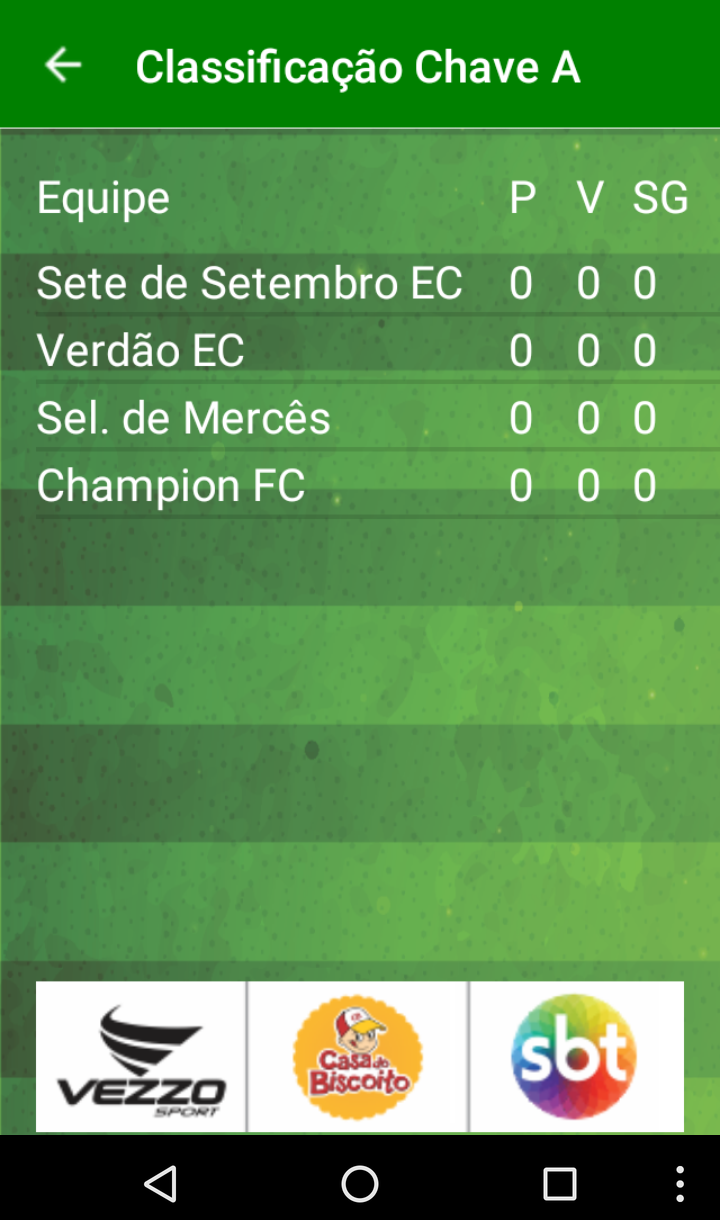 Classificação Chave A
Equipe P V SG
Sete de Setembro EC 0 0 0
Verdão EC 0 0 0
Sel. de Mercês 0 0 0
Champion FC 0 0 0
VEZZO
SPORT
Casa do
Biscoito
sbt